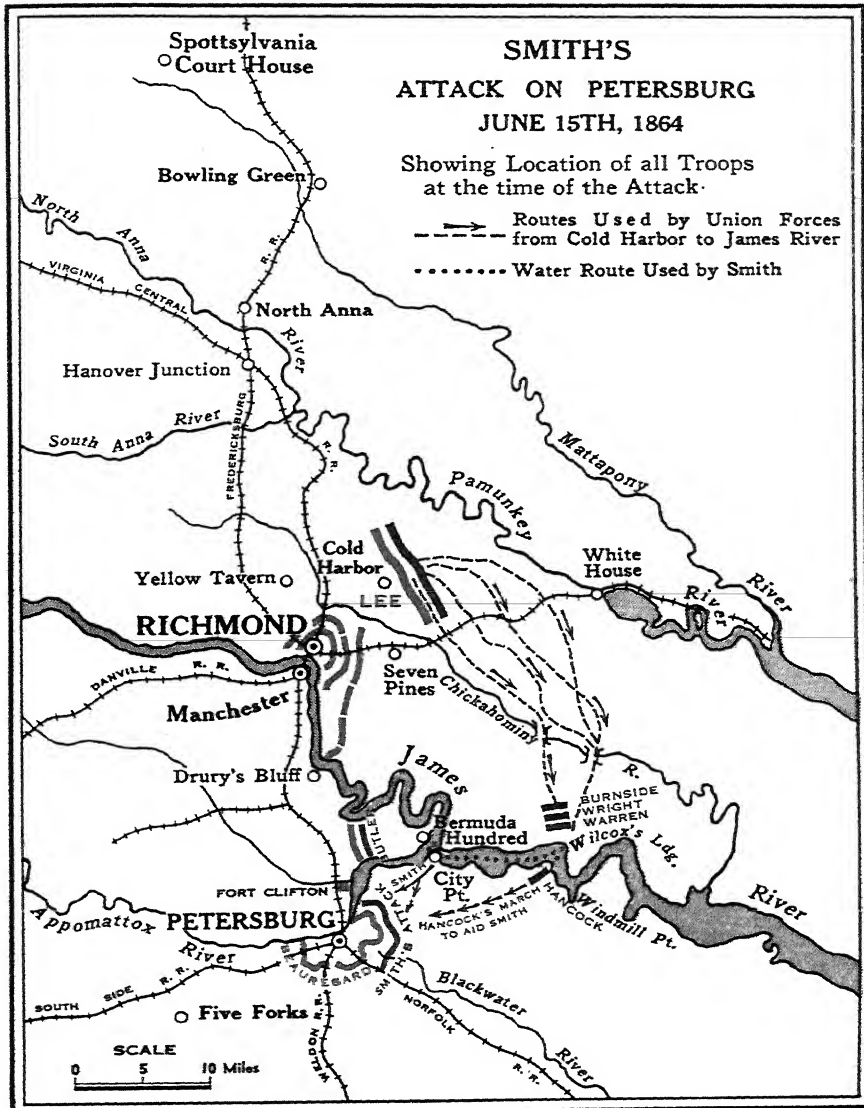 SMITH'S
ATTACK ON PETERSBURG
JUNE 15TH, 1864
Showing Location of all Troops
at the time of the Attack.
Routes Used by Union Forces
from Cold Harbor to James River
Water Route Used by Smith
Spottsylvania
Court House
Bowling Green
North Anna
River
R. R.
VIRGINIA CENTRAL
North Anna
Hanover Junction
South Anna River
FREDERICKSBURG
R. R.
Mattapony
River
Pamunkey
River
White
House
Cold
Harbor
LEE
Yellow Tavern
RICHMOND
DANVILLE R. R.
Manchester
Seven
Pines
Chickahominy
R.
Drury's Bluff
James
River
BURNSIDE
WRIGHT
WARREN
Bermuda
Hundred
BUTLER
Wilcox's Ldg.
City
Pt.
SMITH
FORT CLIFTON
HANCOCK'S MARCH
TO AID SMITH
HANCOCK
Windmill Pt.
Appomattox
River
PETERSBURG
BEAUREGARD
SMITH'S ATTACK
Blackwater
River
SOUTH SIDE R. R.
NORFOLK
R. R.
WELDON R. R.
Five Forks
SCALE
0 5 10 Miles